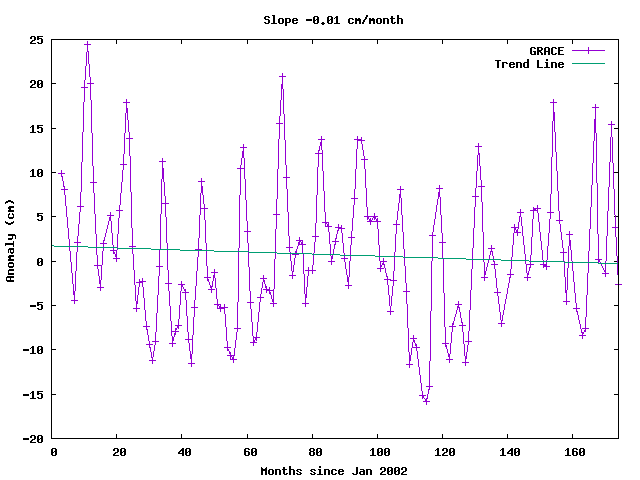 Slope -0.01 cm/month
GRACE
Trend Line
Anomaly (cm)
25
20
15
10
5
0
-5
-10
-15
-20
0 20 40 60 80 100 120 140 160
Months since Jan 2002